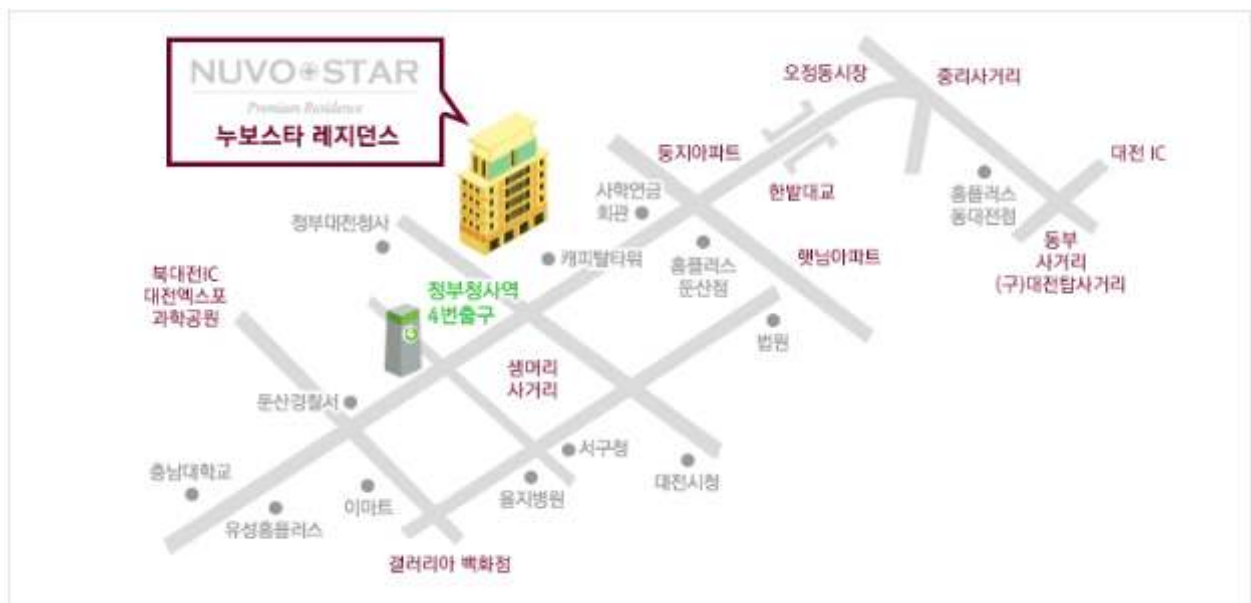 NUVO STAR
Premium Residence
누보스타 레지던스
오정동시장
중리사거리
둥지아파트
대전 IC
사학연금
회관
한밭대교
홈플러스
동대전점
정부대전청사
캐피탈타워
홈플러스
둔산점
햇님아파트
동부
사거리
(구)대전탑사거리
북대전IC
대전엑스포
과학공원
정부청사역
4번출구
법원
샘머리
사거리
둔산경찰서
서구청
충남대학교
이마트
을지병원
대전시청
유성홈플러스
갤러리아 백화점